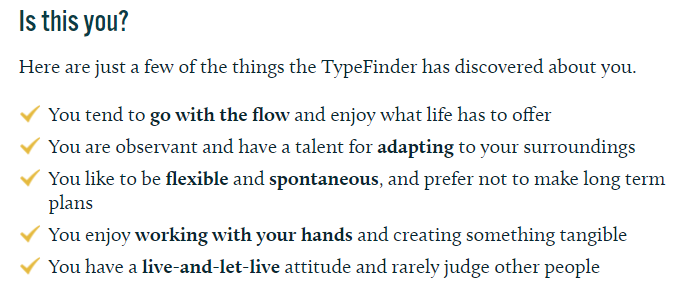 Is this you?
Here are just a few of the things the TypeFinder has discovered about you.
You tend to go with the flow and enjoy what life has to offer
You are observant and have a talent for adapting to your surroundings
You like to be flexible and spontaneous, and prefer not to make long term
plans
You enjoy working with your hands and creating something tangible
You have a live-and-let-live attitude and rarely judge other people